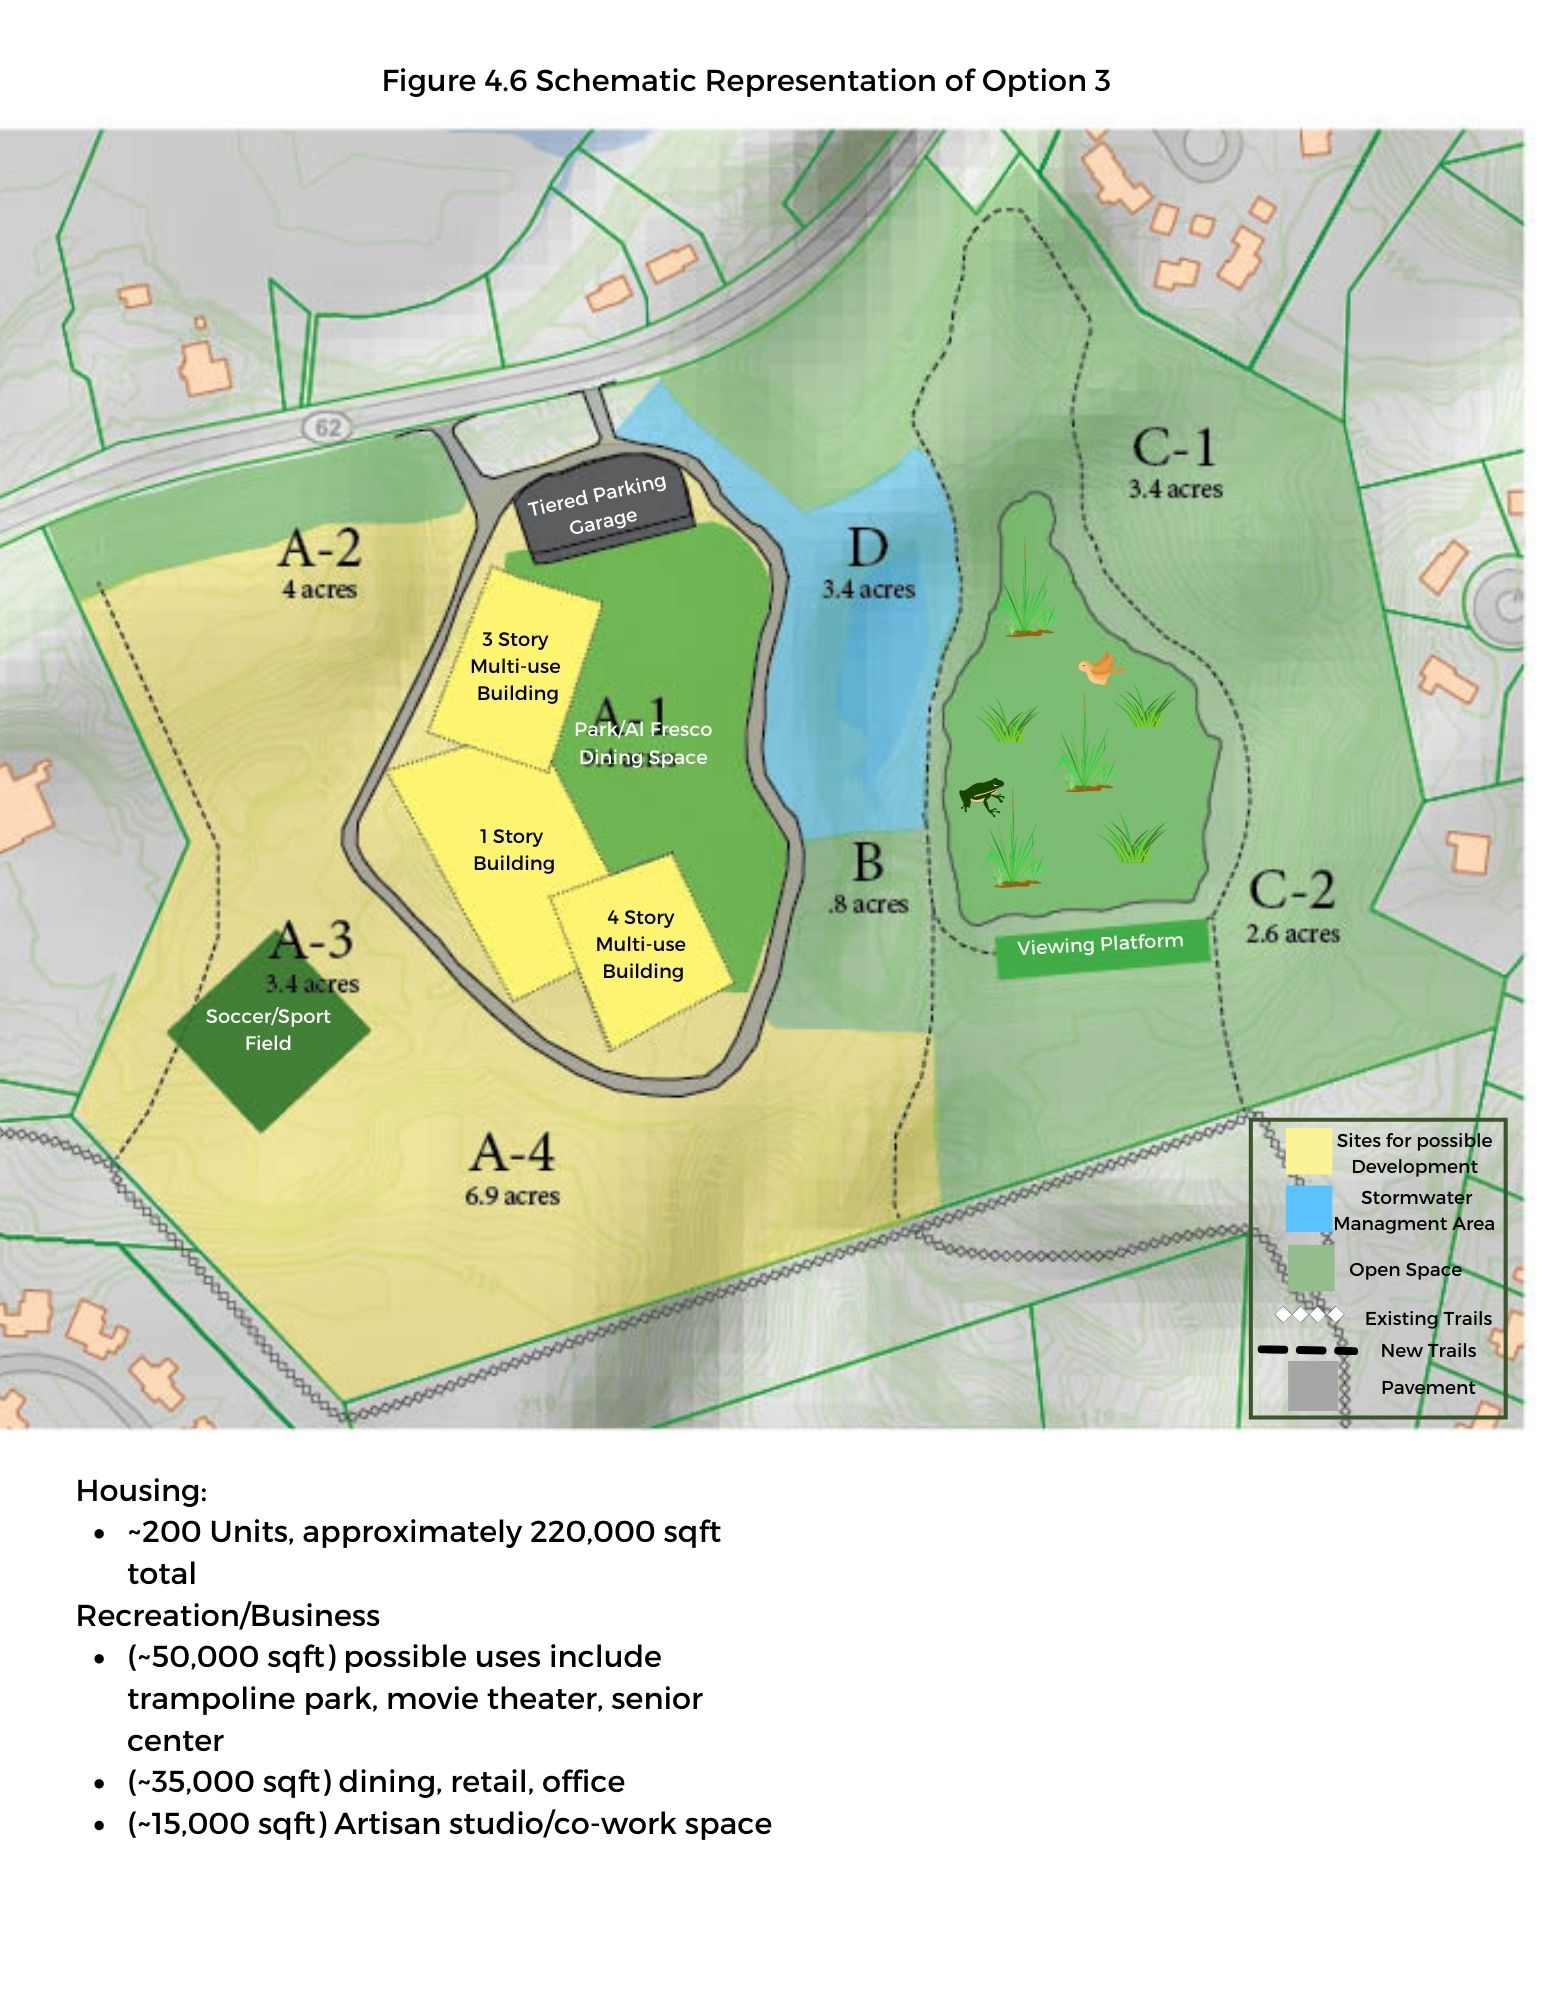 Figure 4.6 Schematic Representation of Option 3
62
C-1
3.4 acres
Tiered Parking
Garage
A-2
4 acres
D
3.4 acres
3 Story
Multi-use
Building
A-1
Park/Al Fresco
Dining Space
1 Story
Building
B
.8 acres
C-2
2.6 acres
4 Story
Multi-use
Building
Viewing Platform
A-3
3.4 acres
Soccer/Sport
Field
A-4
6.9 acres
210
Sites for possible
Development
Stormwater
Managment Area
Open Space
Existing Trails
New Trails
Pavement
Housing:
• ~200 Units, approximately 220,000 sqft
total
Recreation/Business
• (~50,000 sqft) possible uses include
trampoline park, movie theater, senior
center
• (~35,000 sqft) dining, retail, office
• (~15,000 sqft) Artisan studio/co-work space